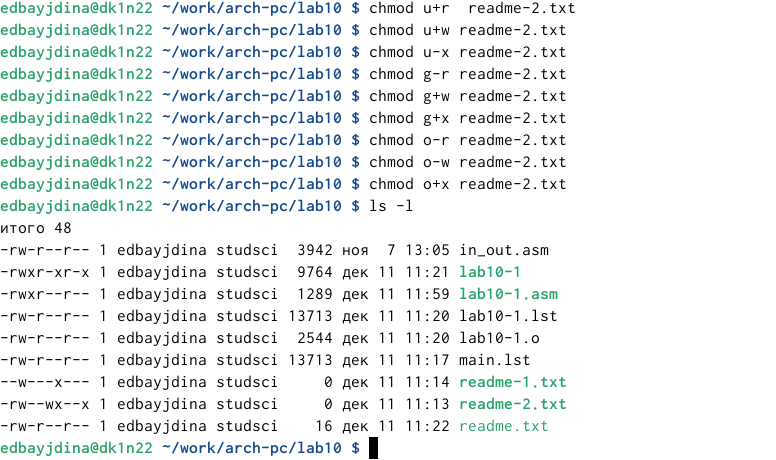 edbayjdina@dk1n22 ~/work/arch-pc/lab10 $ chmod u+r  readme-2.txt
edbayjdina@dk1n22 ~/work/arch-pc/lab10 $ chmod u+w readme-2.txt
edbayjdina@dk1n22 ~/work/arch-pc/lab10 $ chmod u-x readme-2.txt
edbayjdina@dk1n22 ~/work/arch-pc/lab10 $ chmod g-r readme-2.txt
edbayjdina@dk1n22 ~/work/arch-pc/lab10 $ chmod g+w readme-2.txt
edbayjdina@dk1n22 ~/work/arch-pc/lab10 $ chmod g+x readme-2.txt
edbayjdina@dk1n22 ~/work/arch-pc/lab10 $ chmod o-r readme-2.txt
edbayjdina@dk1n22 ~/work/arch-pc/lab10 $ chmod o-w readme-2.txt
edbayjdina@dk1n22 ~/work/arch-pc/lab10 $ chmod o+x readme-2.txt
edbayjdina@dk1n22 ~/work/arch-pc/lab10 $ ls -l
итого 48
-rw-r--r-- 1 edbayjdina studsci  3942 ноя  7 13:05 in_out.asm
-rwxr-xr-x 1 edbayjdina studsci  9764 дек 11 11:21 lab10-1
-rwxr--r-- 1 edbayjdina studsci  1289 дек 11 11:59 lab10-1.asm
-rw-r--r-- 1 edbayjdina studsci 13713 дек 11 11:20 lab10-1.lst
-rw-r--r-- 1 edbayjdina studsci  2544 дек 11 11:20 lab10-1.o
-rw-r--r-- 1 edbayjdina studsci 13713 дек 11 11:17 main.lst
--w---x--- 1 edbayjdina studsci     0 дек 11 11:14 readme-1.txt
-rw--wx--x 1 edbayjdina studsci     0 дек 11 11:13 readme-2.txt
-rw-r--r-- 1 edbayjdina studsci    16 дек 11 11:22 readme.txt
edbayjdina@dk1n22 ~/work/arch-pc/lab10 $